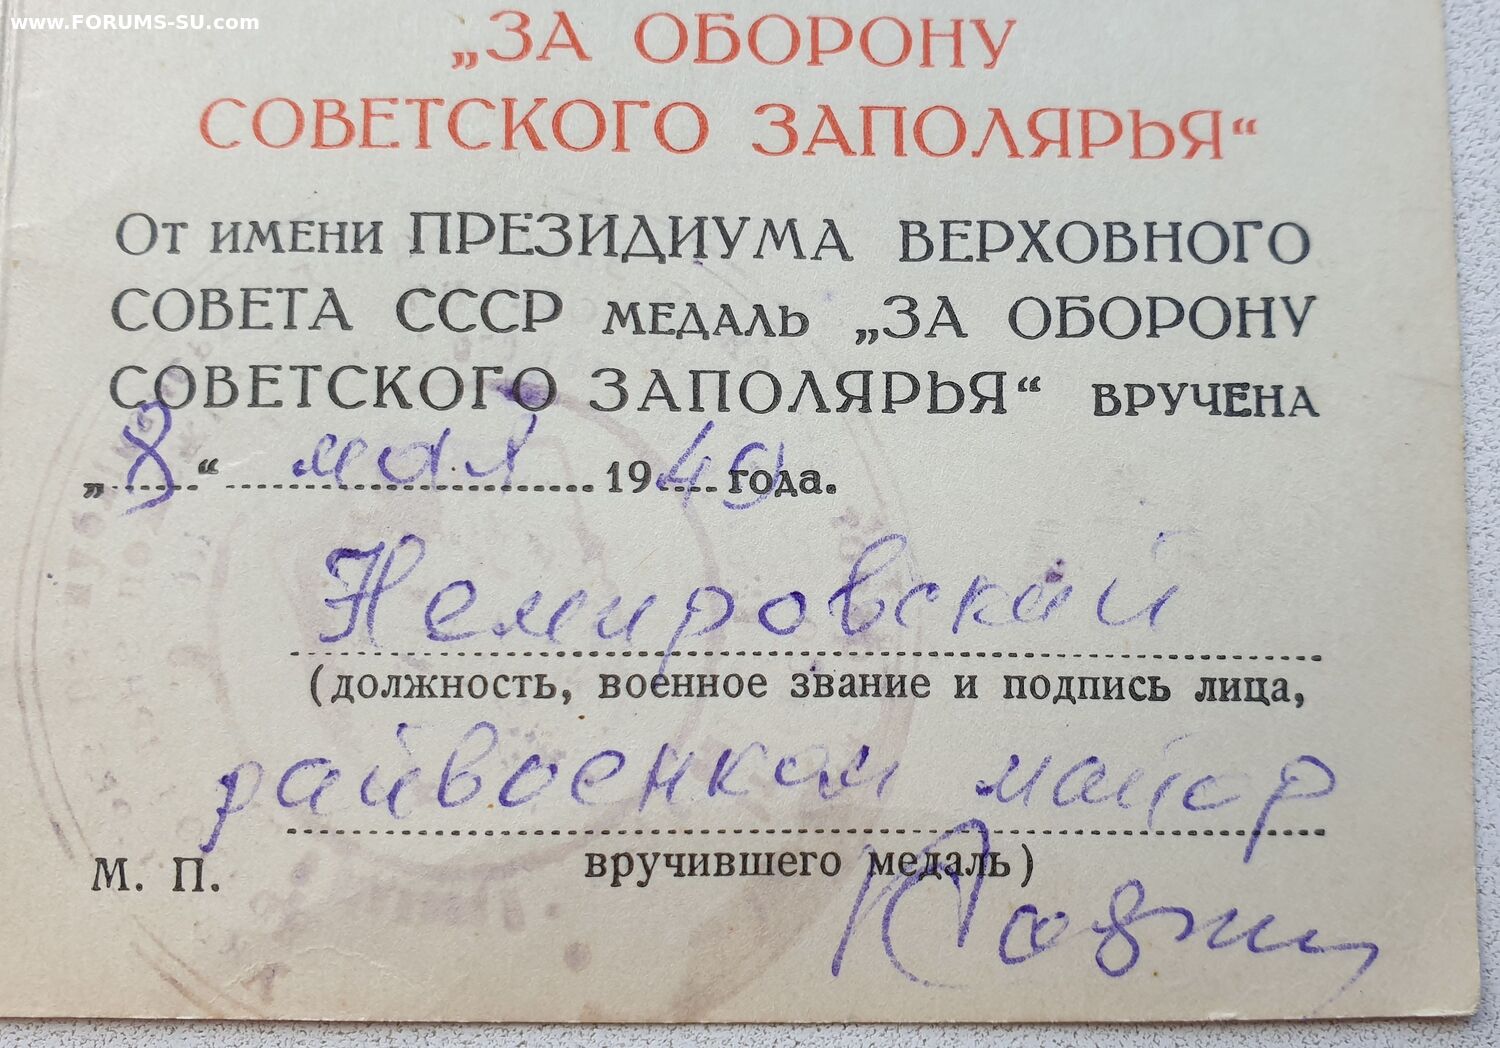 www.FORUMS-SU.com
„ЗА ОБОРОНУ
СОВЕТСКОГО ЗАПОЛЯРЬЯ“
От имени ПРЕЗИДИУМА ВЕРХОВНОГО
СОВЕТА СССР медаль „ЗА ОБОРОНУ
СОВЕТСКОГО ЗАПОЛЯРЬЯ“ вручена
„8“ мая 1949 года.
Немировский
(должность, военное звание и подпись лица,
райвоенком майор
М. П. вручившего медаль)